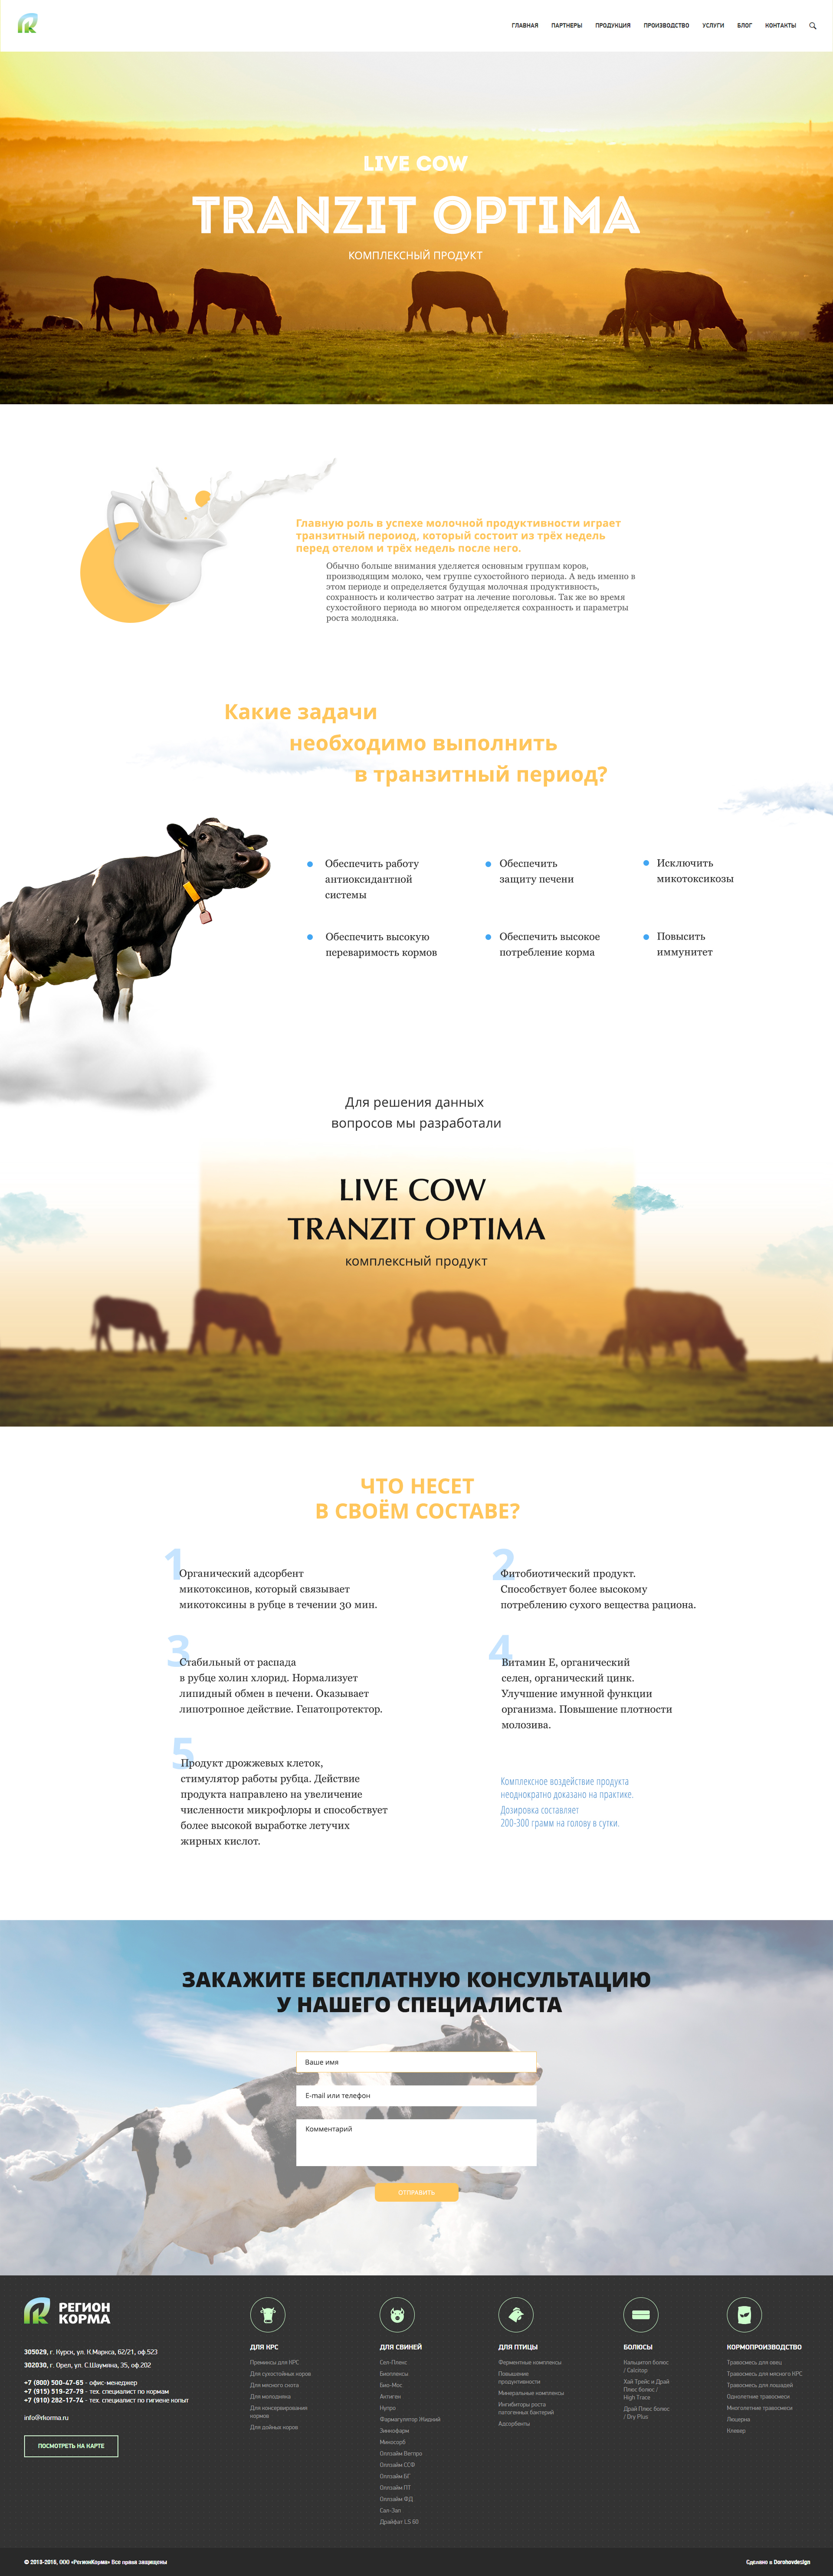 ГЛАВНАЯ ПАРТНЕРЫ ПРОДУКЦИЯ ПРОИЗВОДСТВО УСЛУГИ БЛОГ КОНТАКТЫ
LIVE COW
TRANZIT OPTIMA
КОМПЛЕКСНЫЙ ПРОДУКТ
Главную роль в успехе молочной продуктивности играет
транзитный пероиод, который состоит из трёх недель
перед отелом и трёх недель после него.
Обычно больше внимания уделяется основным группам коров,
производящим молоко, чем группе сухостойного периода. А ведь именно в
этом периоде и определяется будущая молочная продуктивность,
сохранность и количество затрат на лечение поголовья. Так же во время
сухостойного периода во многом определяется сохранность и параметры
роста молодняка.
Какие задачи
необходимо выполнить
в транзитный период?
Обеспечить работу
антиоксидантной
системы
Обеспечить
защиту печени
Исключить
микотоксикозы
Обеспечить высокую
переваримость кормов
Обеспечить высокое
потребление корма
Повысить
иммунитет
Для решения данных
вопросов мы разработали
LIVE COW
TRANZIT OPTIMA
комплексный продукт
ЧТО НЕСЕТ
В СВОЁМ СОСТАВЕ?
1
Органический адсорбент
микотоксинов, который связывает
микотоксины в рубце в течении 30 мин.
2
Фитобиотический продукт.
Способствует более высокому
потреблению сухого вещества рациона.
3
Стабильный от распада
в рубце холин хлорид. Нормализует
липидный обмен в печени. Оказывает
липотропное действие. Гепатопротектор.
4
Витамин Е, органический
селен, органический цинк.
Улучшение имунной функции
организма. Повышение плотности
молозива.
5
Продукт дрожжевых клеток,
стимулятор работы рубца. Действие
продукта направлено на увеличение
численности микрофлоры и способствует
более высокой выработке летучих
жирных кислот.
Комплексное воздействие продукта
неоднократно доказано на практике.
Дозировка составляет
200-300 грамм на голову в сутки.
ЗАКАЖИТЕ БЕСПЛАТНУЮ КОНСУЛЬТАЦИЮ
У НАШЕГО СПЕЦИАЛИСТА
Ваше имя
E-mail или телефон
Комментарий
ОТПРАВИТЬ
РЕГИОН
КОРМА
305029, г. Курск, ул. К.Маркса, 62/21, оф.523
302030, г. Орел, ул. С.Шаумяна, 35, оф.202
+7 (800) 500-47-65 - офис-менеджер
+7 (915) 519-27-79 - тех. специалист по кормам
+7 (910) 282-17-74 - тех. специалист по гигиене копыт
info@rkorma.ru
ПОСМОТРЕТЬ НА КАРТЕ
ДЛЯ КРС
Премиксы для КРС
Для сухостойных коров
Для мясного скота
Для молодняка
Для консервирования
кормов
Для дойных коров
ДЛЯ СВИНЕЙ
Сел-Плекс
Биоплексы
Био-Мос
Актиген
Нупро
Фармагулятор Жидкий
Зиннофарм
Микосорб
Оллзайм Вегпро
Оллзайм ССФ
Оллзайм БГ
Оллзайм ПТ
Оллзайм ФД
Сал-Зап
Драйфат LS 60
ДЛЯ ПТИЦЫ
Ферментные комплексы
Повышение
продуктивности
Минеральные комплексы
Ингибиторы роста
патогенных бактерий
Адсорбенты
БОЛЮСЫ
Кальцитоп болюс
/ Calcitop
Хай Трейс и Драй
Плюс болюс /
High Trace
Драй Плюс болюс
/ Dry Plus
КОРМОПРОИЗВОДСТВО
Травосмесь для овец
Травосмесь для мясного КРС
Травосмесь для лошадей
Однолетние травосмеси
Многолетние травосмеси
Люцерна
Клевер
© 2013-2016, ООО «РегионКорма» Все права защищены
Сделано в Dorohovdesign